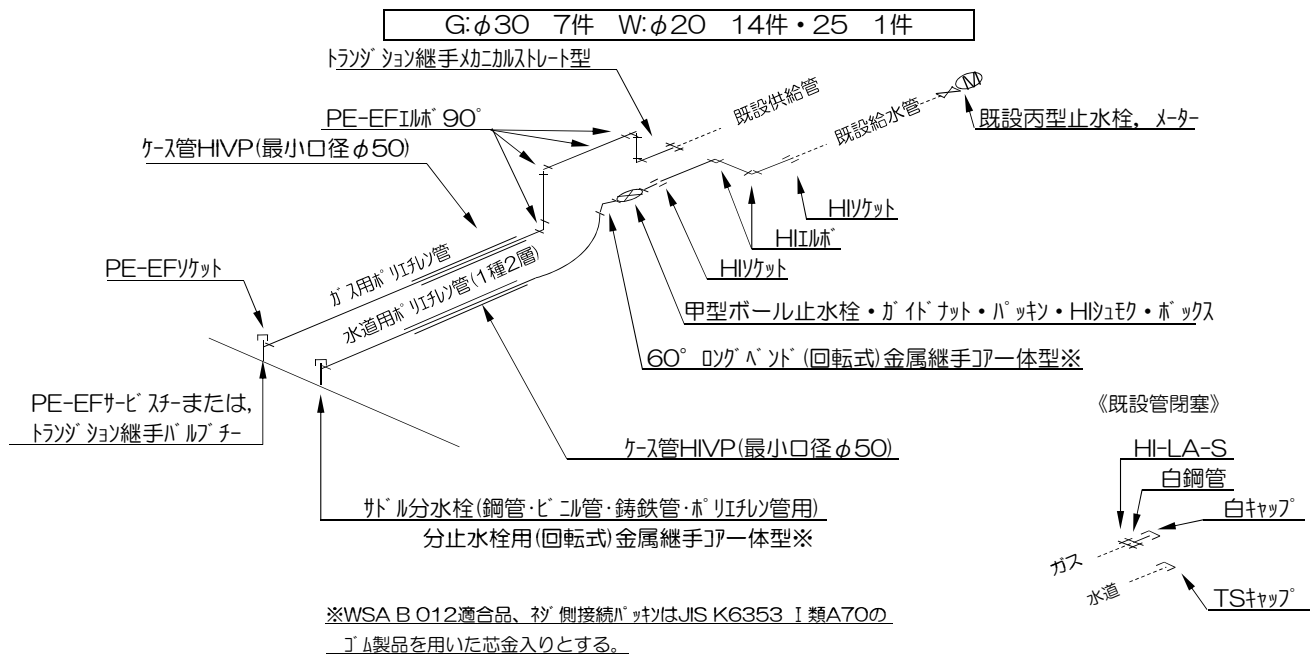 G:φ30 7件 W:φ20 14件・25 1件
トランジション継手メカニカルストレート型
PE-EFエルボ90°
ケース管HIVP(最小口径φ50)
既設供給管
既設給水管
M
既設丙型止水栓，メーター
HIソケット
HIエルボ
HIソケット
PE-EFソケット
ガス用ポリエチレン管
水道用ポリエチレン管(1種2層)
甲型ボール止水栓・ガイドナット・パッキン・HIシュモク・ボックス
60°ロングベンド(回転式)金属継手コアー体型※
PE-EFサービスチーまたは，
トランジション継手バルブチー
ケース管HIVP(最小口径φ50)
サドル分水栓(鋼管・ビニル管・鋳鉄管・ポリエチレン管用)
分止水栓用(回転式)金属継手コアー体型※
《既設管閉塞》
HI-LA-S
白鋼管
白キャップ
ガス
水道
TSキャップ
※WSA B 012適合品、ネジ側接続パッキンはJIS K6353 Ⅰ類A70の
ゴム製品を用いた芯金入りとする。